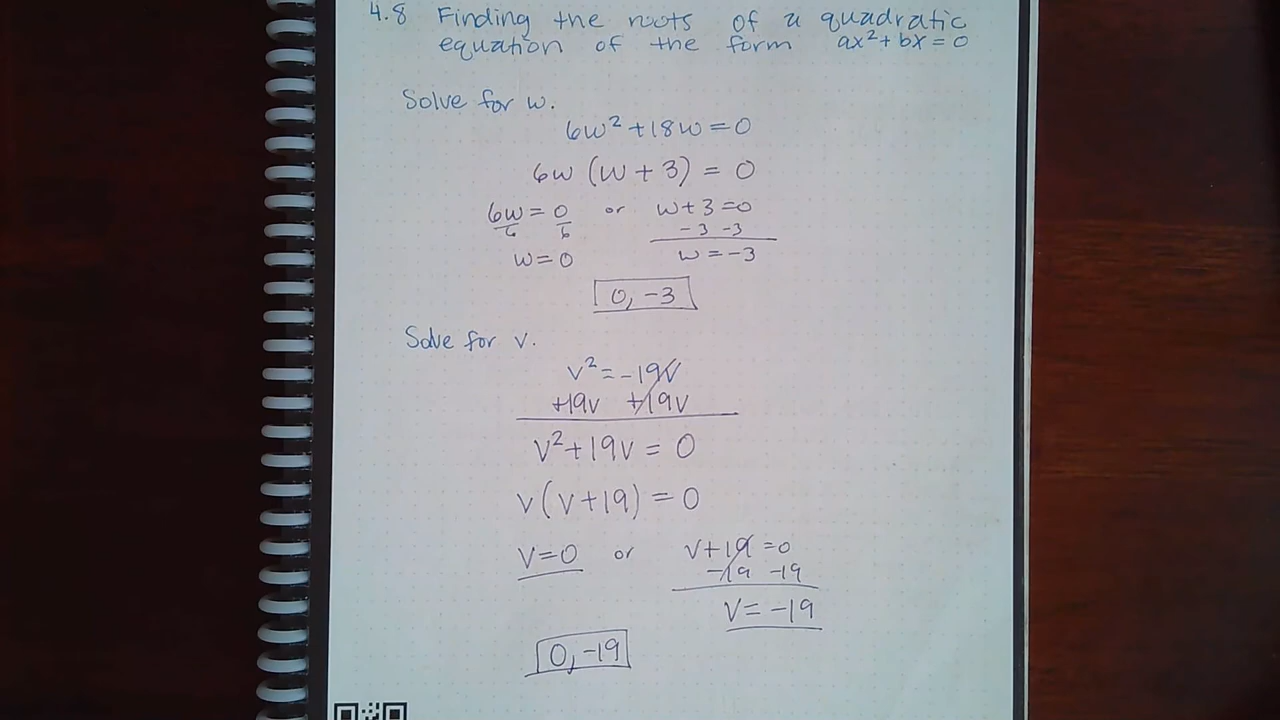 4.8 Finding the roots of a quadratic
equation of the form ax²+bx=0
Solve for w.
6w²+18w=0
6w (w+3) = 0
6w = 0 or w+3=0
6 6 -3 -3
w=0 w=-3
0, -3
Solve for v.
v²=-19v
+19v +19v
v²+19v = 0
v(v+19) = 0
v=0 or v+19=0
-19 -19
v= -19
0, -19